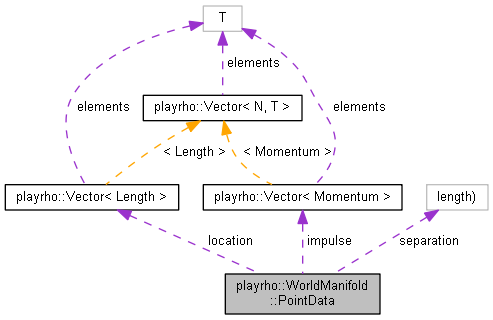 T
elements
elements
elements
playrho::Vector< N, T >
< Length >
< Momentum >
playrho::Vector< Length >
playrho::Vector< Momentum >
length)
location
impulse
separation
playrho::WorldManifold
::PointData